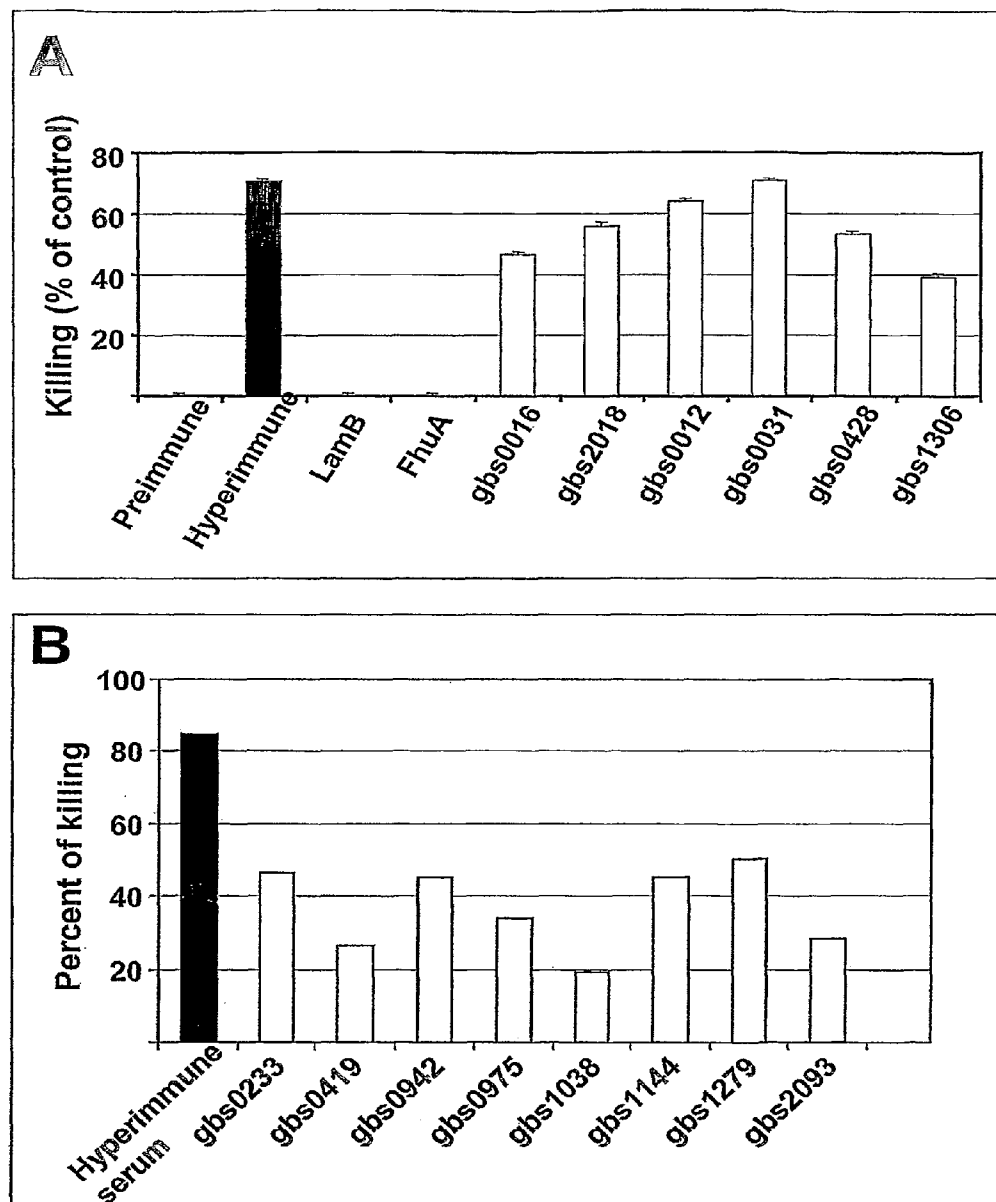 A
Killing (% of control)
80
60
40
20
Preimmune
Hyperimmune
LamB
FhuA
gbs0016
gbs2018
gbs0012
gbs0031
gbs0428
gbs1306
B
Percent of killing
100
80
60
40
20
Hyperimmune
serum
gbs0233
gbs0419
gbs0942
gbs0975
gbs1038
gbs1144
gbs1279
gbs2093